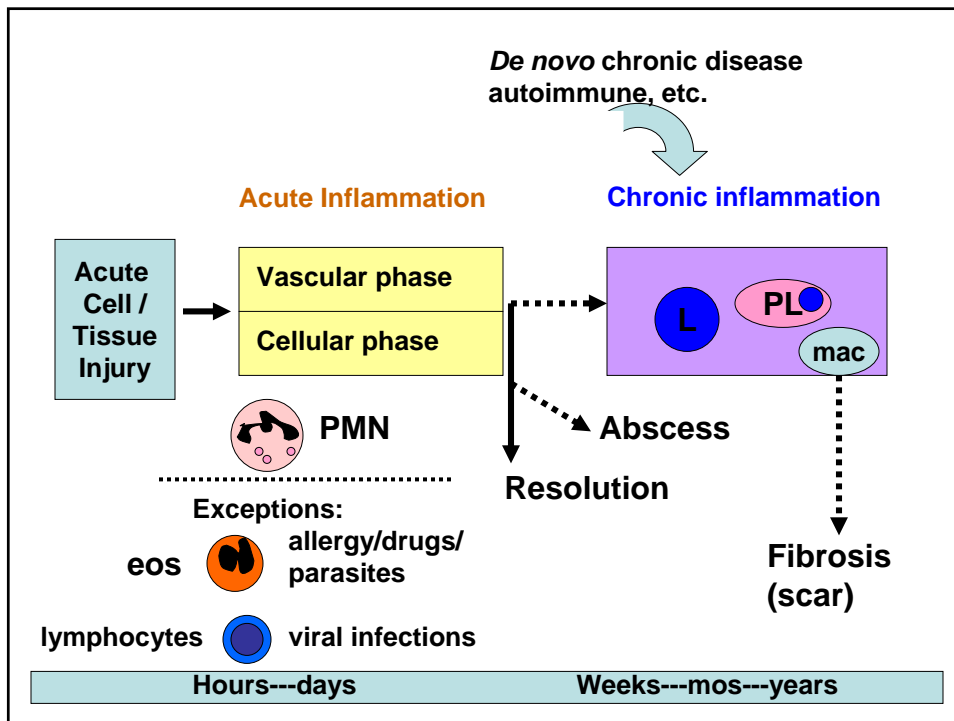 De novo chronic disease
autoimmune, etc.
Acute Inflammation
Chronic inflammation
Acute
Cell /
Tissue
Injury
Vascular phase
Cellular phase
L
PL
mac
PMN
Abscess
Resolution
Exceptions:
eos
allergy/drugs/
parasites
Fibrosis
(scar)
lymphocytes
viral infections
Hours---days
Weeks---mos---years